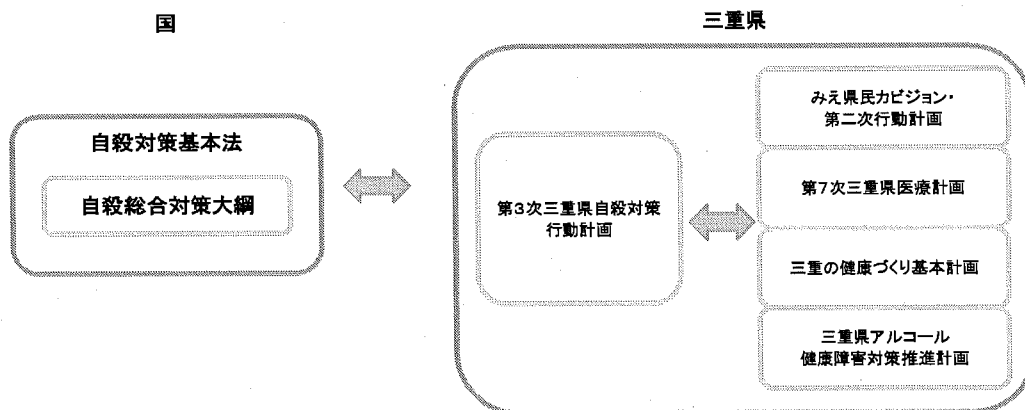 国
三重県
自殺対策基本法
自殺総合対策大綱
第3次三重県自殺対策
行動計画
みえ県民力ビジョン・
第二次行動計画
第7次三重県医療計画
三重の健康づくり基本計画
三重県アルコール
健康障害対策推進計画